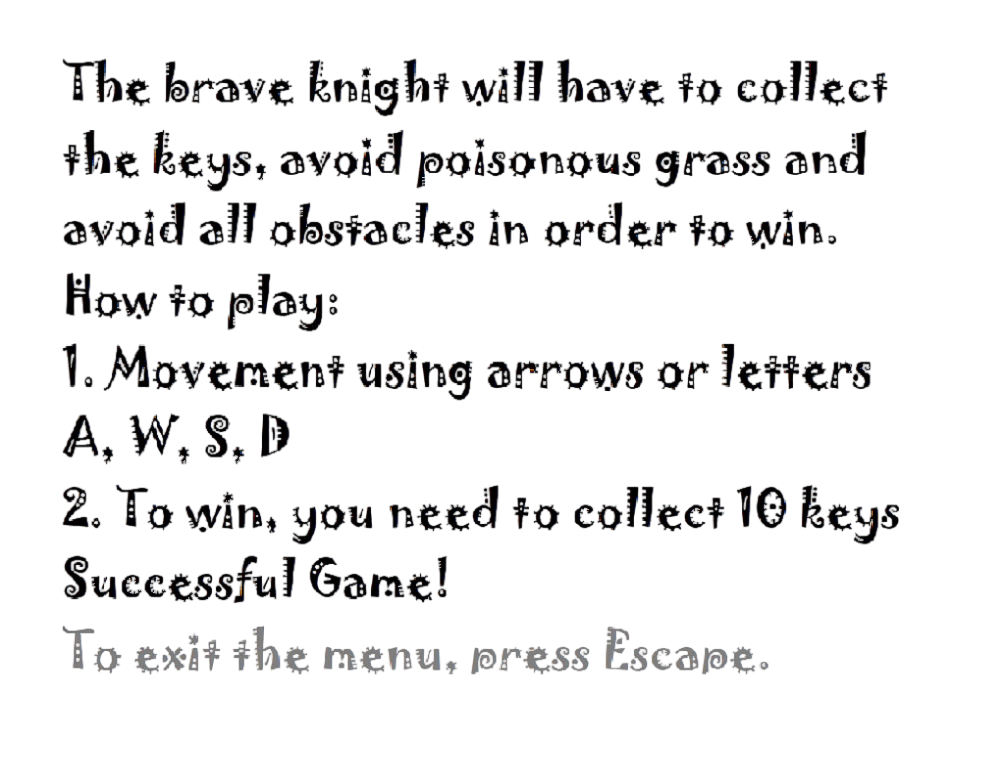 The brave knight will have to collect
the keys, avoid poisonous grass and
avoid all obstacles in order to win.
How to play:
1. Movement using arrows or letters
A, W, S, D
2. To win, you need to collect 10 keys
Successful Game!
To exit the menu, press Escape.